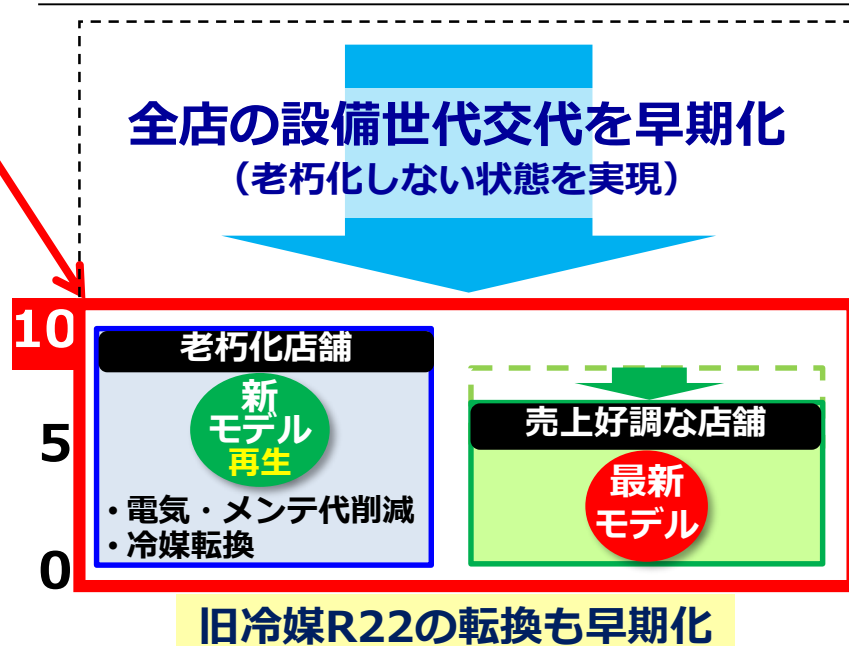 全店の設備世代交代を早期化
（老朽化しない状態を実現）
10
5
0
老朽化店舗
新
モデル
再生
・電気・メンテ代削減
・冷媒転換
売上好調な店舗
最新
モデル
旧冷媒R22の転換も早期化